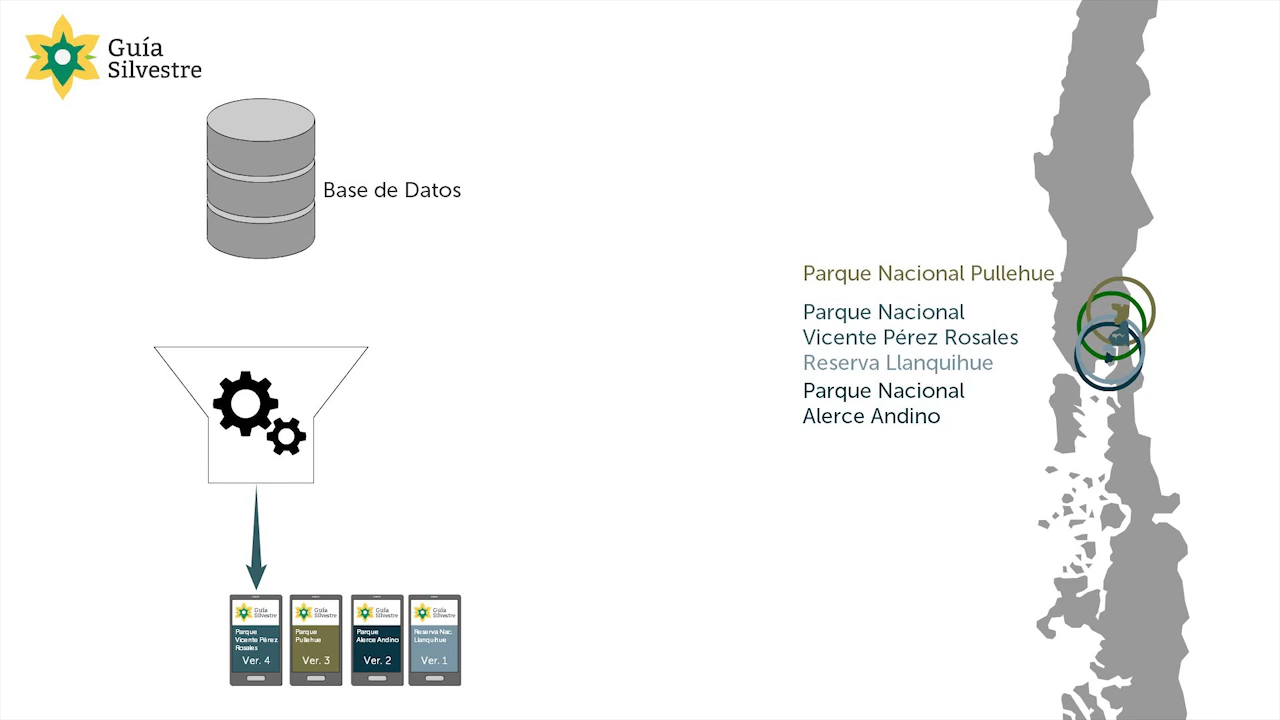 Guía
Silvestre
Base de Datos
Parque Nacional Pullehue
Parque Nacional
Vicente Pérez Rosales
Reserva Llanquihue
Parque Nacional
Alerce Andino
Guía
Silvestre
Parque
Vicente Pérez
Rosales
Ver. 4
Guía
Silvestre
Parque
Pullehue
Ver. 3
Guía
Silvestre
Parque
Alerce Andino
Ver. 2
Guía
Silvestre
Reserva Nac.
Llanquihue
Ver. 1